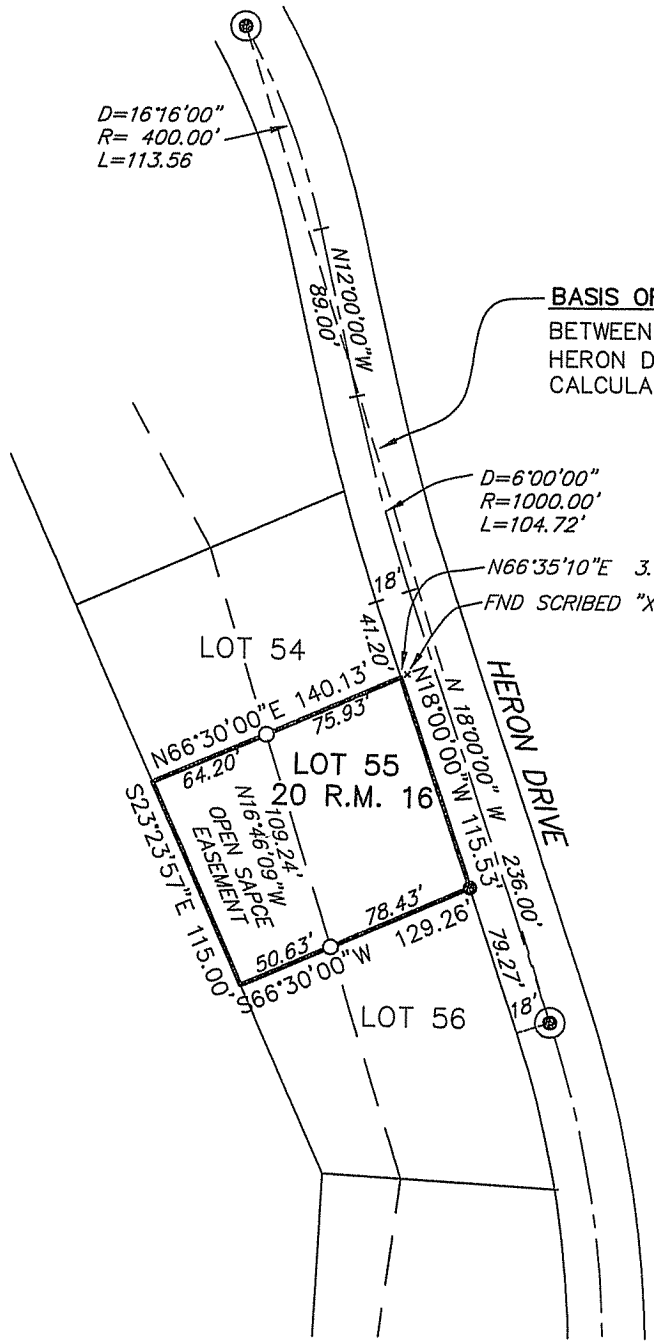 D=16°16'00"
R= 400.00'
L=113.56
N12°00'00"W
89.00'
BASIS OF
BETWEEN
HERON D
CALCULA
D=6°00'00"
R=1000.00'
L=104.72'
N66°35'10"E 3.
FND SCRIBED "X
18'
41.20'
LOT 54
N66°30'00"E 140.13'
75.93'
64.20'
LOT 55
20 R.M. 16
N18°00'00"W 115.53'
N 18°00'00" W 236.00'
HERON DRIVE
S23°23'57"E 115.00'
109.24'
N16°46'09"W
OPEN SAPCE
EASEMENT
78.43'
50.63'
S66°30'00"W 129.26'
79.27'
18'
LOT 56